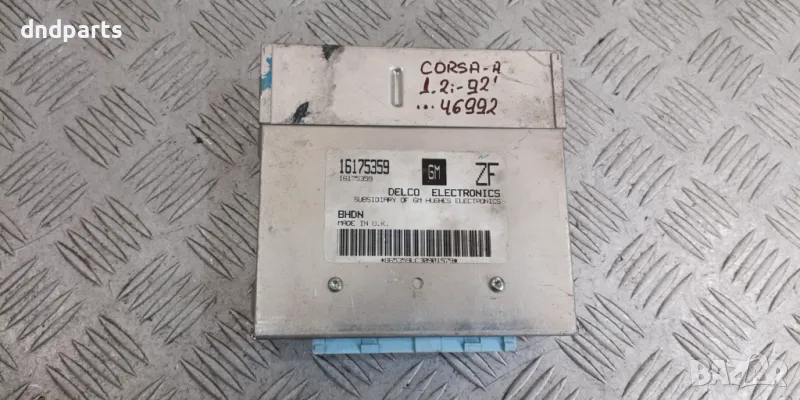 dndparts
CORSA-A
1.2i-92'
...46992
16175359
16175359
GM
ZF
DELCO ELECTRONICS
SUBSIDIARY OF GM HUGHES ELECTRONICS
BHDN
MADE IN U.K.
BAZAR